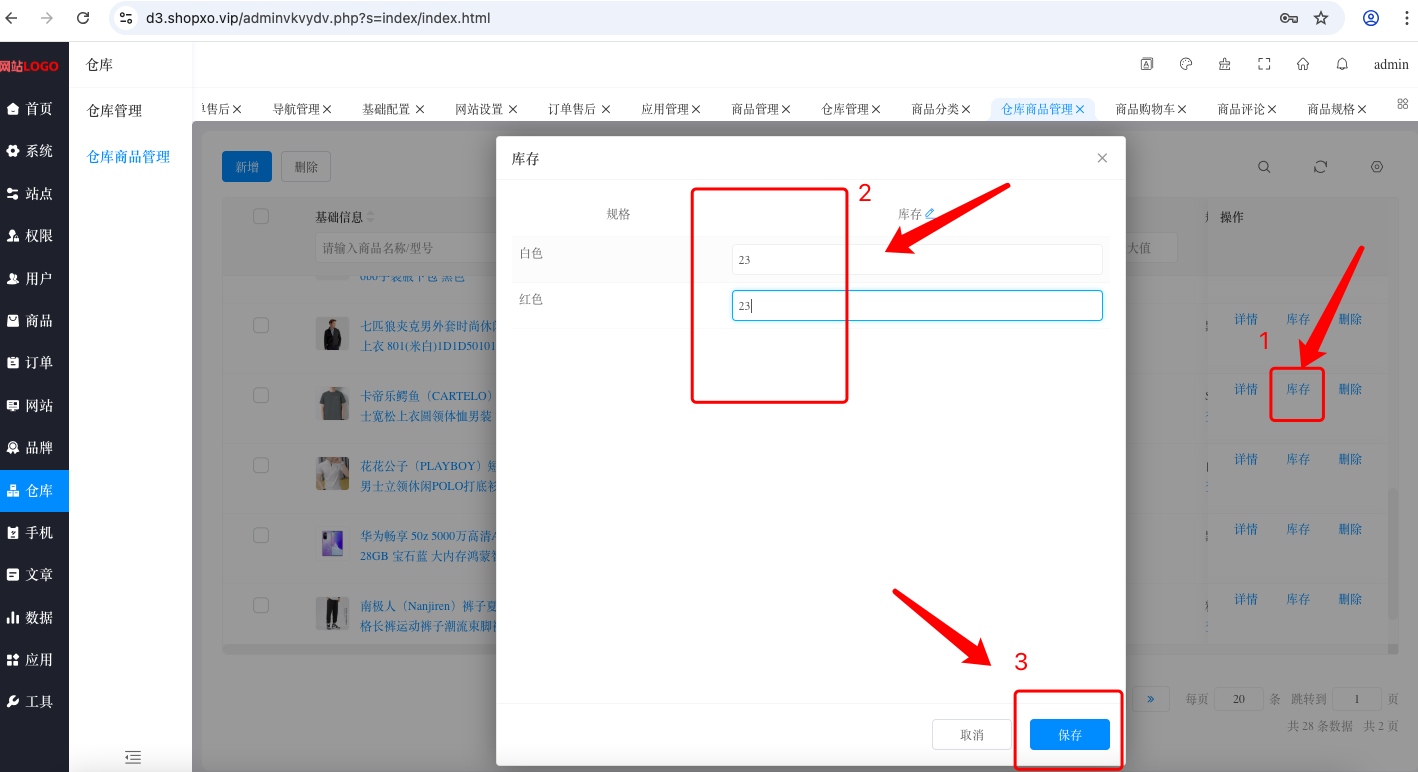 d3.shopxo.vip/adminvkvydv.php?s=index/index.html
网站LOGO
首页
系统
站点
权限
用户
商品
订单
网站
品牌
仓库
手机
文章
数据
应用
工具
仓库
仓库管理
仓库商品管理
admin
单售后 导航管理 基础配置 网站设置 订单售后 应用管理 商品管理 仓库管理 商品分类 仓库商品管理 商品购物车 商品评论 商品规格
新增 删除
基础信息 操作
请输入商品名称/型号 大值
七匹狼夹克男外套时尚休闲
上衣 801(米白)1D1D50101
详情 库存 删除
卡帝乐鳄鱼（CARTELO）
士宽松上衣圆领体恤男装
详情 库存 删除
花花公子（PLAYBOY）短
男士立领休闲POLO打底衫
详情 库存 删除
华为畅享 50z 5000万高清A
28GB 宝石蓝 大内存鸿蒙智
详情 库存 删除
南极人（Nanjiren）裤子夏
格长裤运动裤子潮流束脚裤
详情 库存 删除
» 每页 20 条 跳转到 1 页
共 28 条数据 共 2 页
库存
规格 库存
白色 23
红色 23
取消 保存
1
2
3